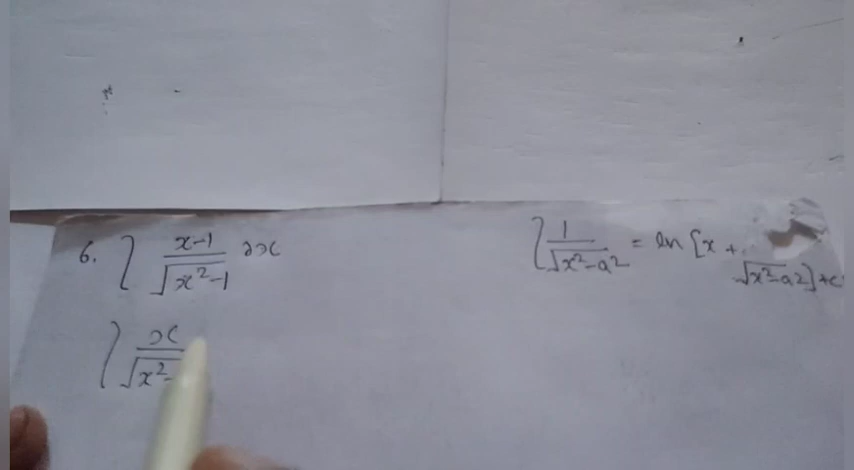 6. ∫ x-1 / √x²-1 dx
∫ 1 / √x²-a² = ln [x + √x²-a²] + c
∫ x / √x²-